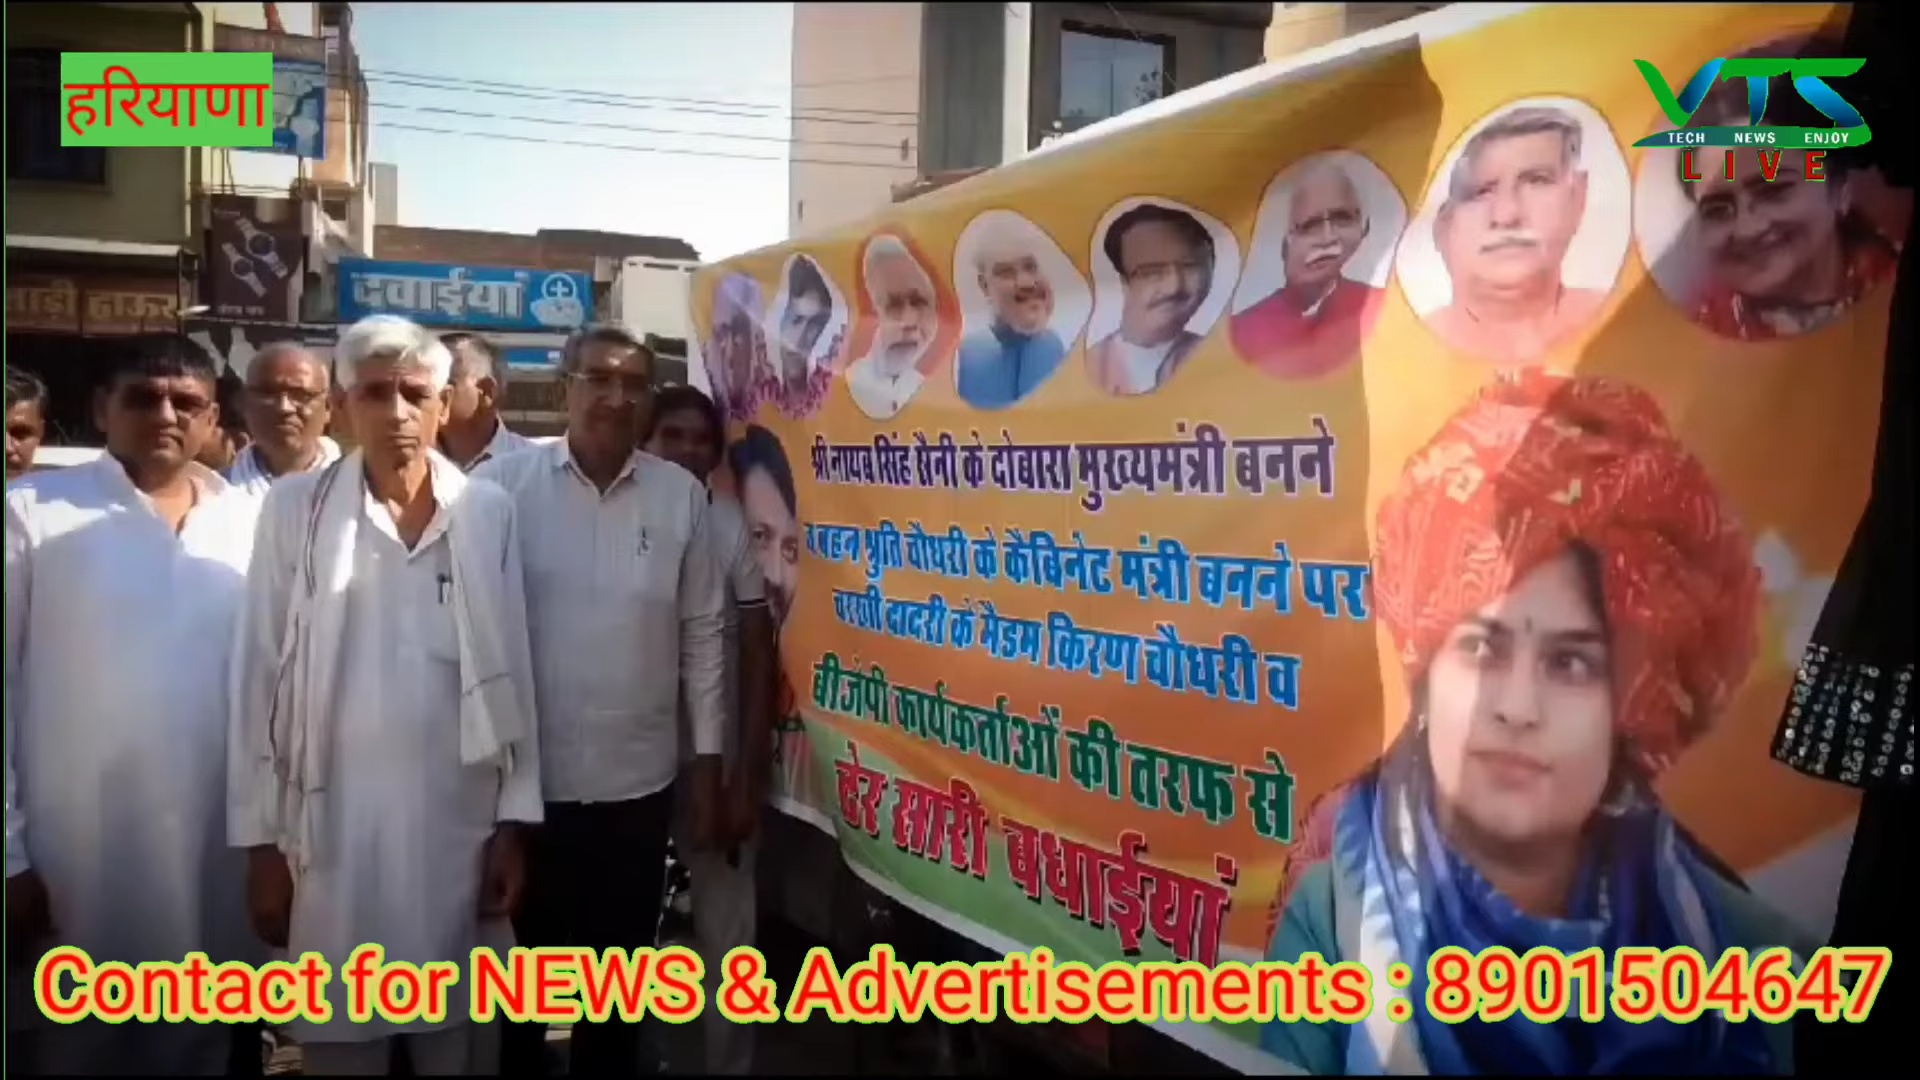 हरियाणा
VTS
TECH NEWS ENJOY
LIVE
दवाईयां
श्री नायब सिंह सैनी के दोबारा मुख्यमंत्री बनने
व बहन श्रुति चौधरी के कैबिनेट मंत्री बनने पर
चरखी दादरी के मैडम किरण चौधरी व
बीजेपी कार्यकर्ताओं की तरफ से
ढेर सारी बधाईयां
Contact for NEWS & Advertisements : 8901504647